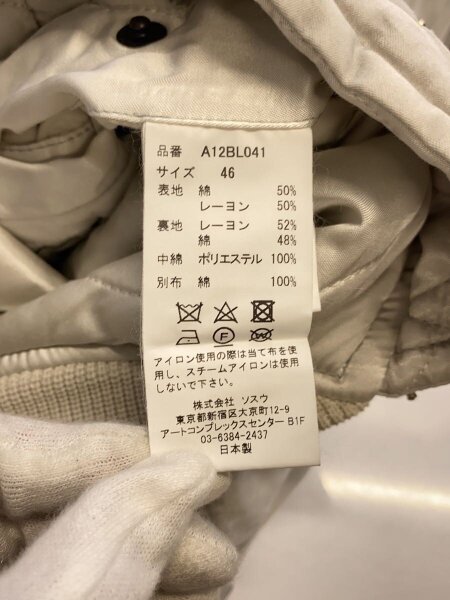 品番 A12BL041
サイズ 46
表地 綿 50%
レーヨン 50%
裏地 レーヨン 52%
綿 48%
中綿 ポリエステル 100%
別布 綿 100%
アイロン使用の際は当て布を使
用し、スチームアイロンは使用
しないで下さい。
株式会社 ソスウ
東京都新宿区大京町12-9
アートコンプレックスセンター B1F
03-6384-2437
日本製